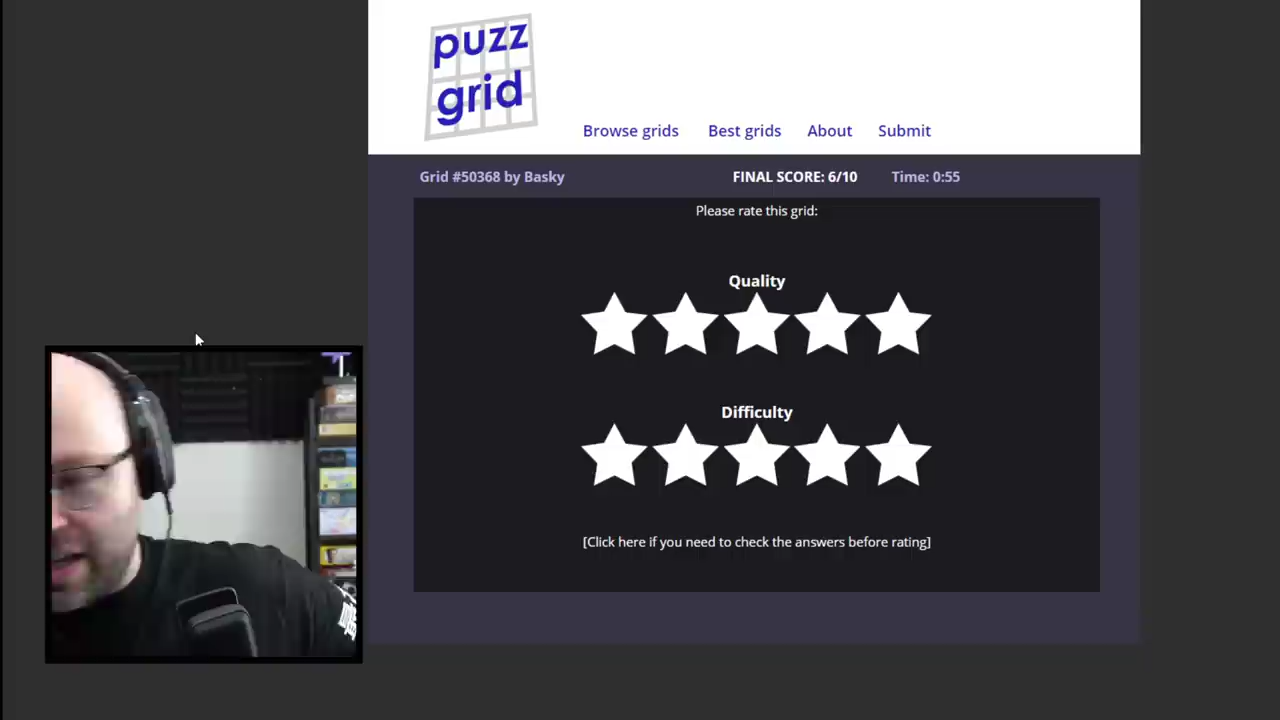 puzz
grid
Browse grids Best grids About Submit
Grid #50368 by Basky FINAL SCORE: 6/10 Time: 0:55
Please rate this grid:
Quality
Difficulty
[Click here if you need to check the answers before rating]